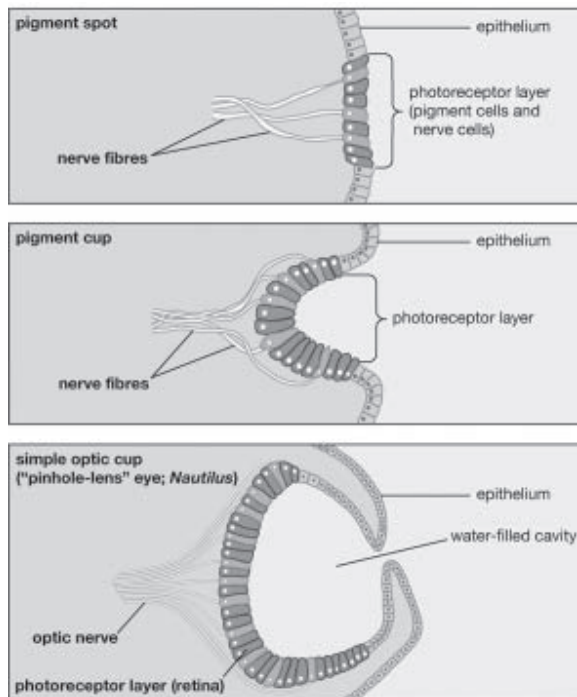 pigment spot
epithelium
photoreceptor layer
(pigment cells and
nerve cells)
nerve fibres
pigment cup
epithelium
photoreceptor layer
nerve fibres
simple optic cup
("pinhole-lens" eye; Nautilus)
epithelium
water-filled cavity
optic nerve
photoreceptor layer (retina)